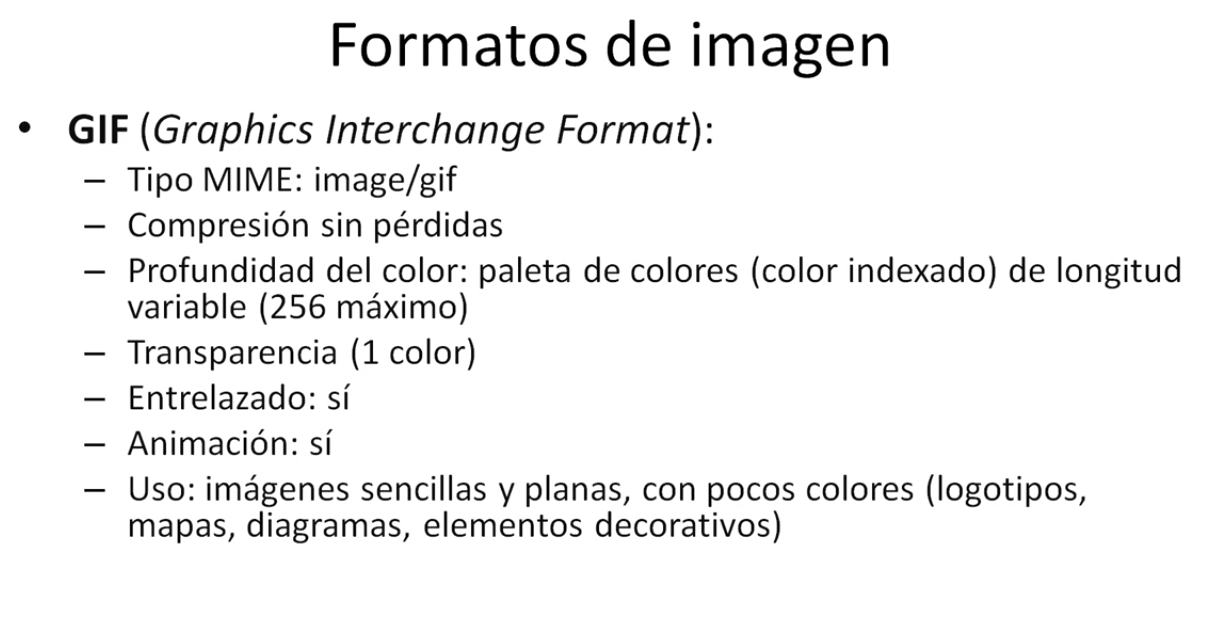 Formatos de imagen
• GIF (Graphics Interchange Format):
– Tipo MIME: image/gif
– Compresión sin pérdidas
– Profundidad del color: paleta de colores (color indexado) de longitud
variable (256 máximo)
– Transparencia (1 color)
– Entrelazado: sí
– Animación: sí
– Uso: imágenes sencillas y planas, con pocos colores (logotipos,
mapas, diagramas, elementos decorativos)